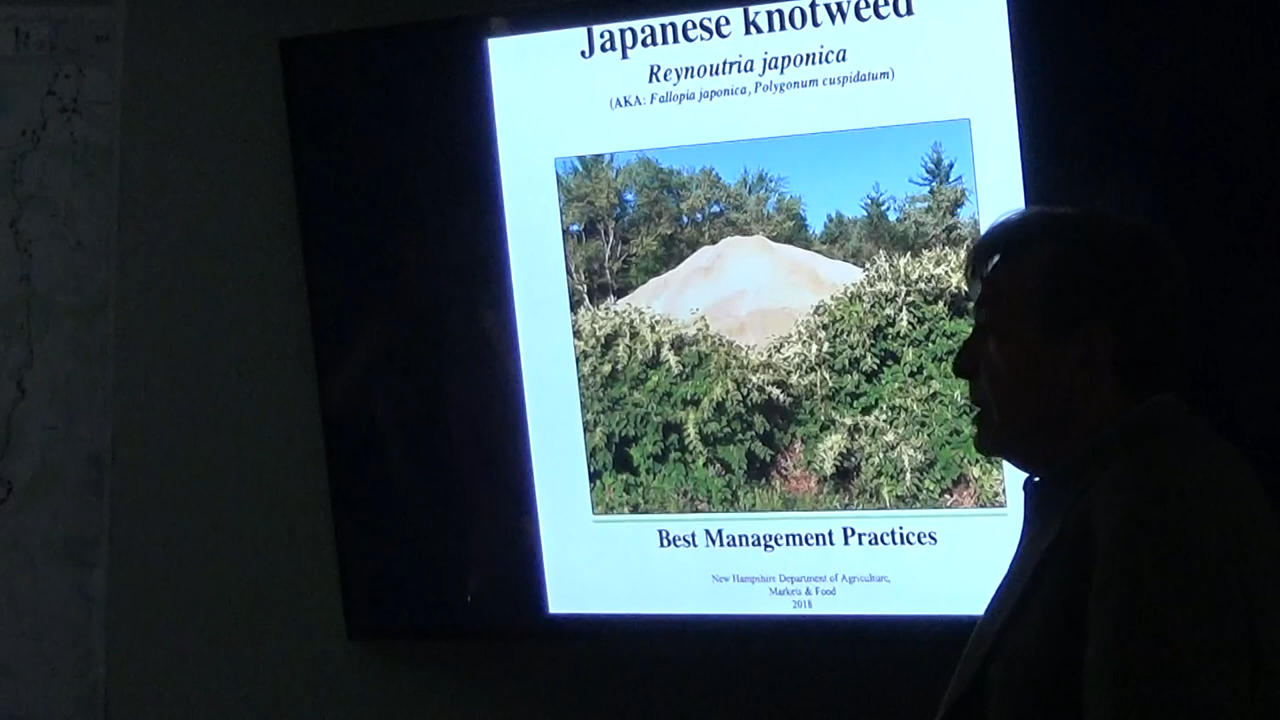 Japanese knotweed
Reynoutria japonica
(AKA: Fallopia japonica, Polygonum cuspidatum)
Best Management Practices
New Hampshire Department of Agriculture,
Markets & Food
2018